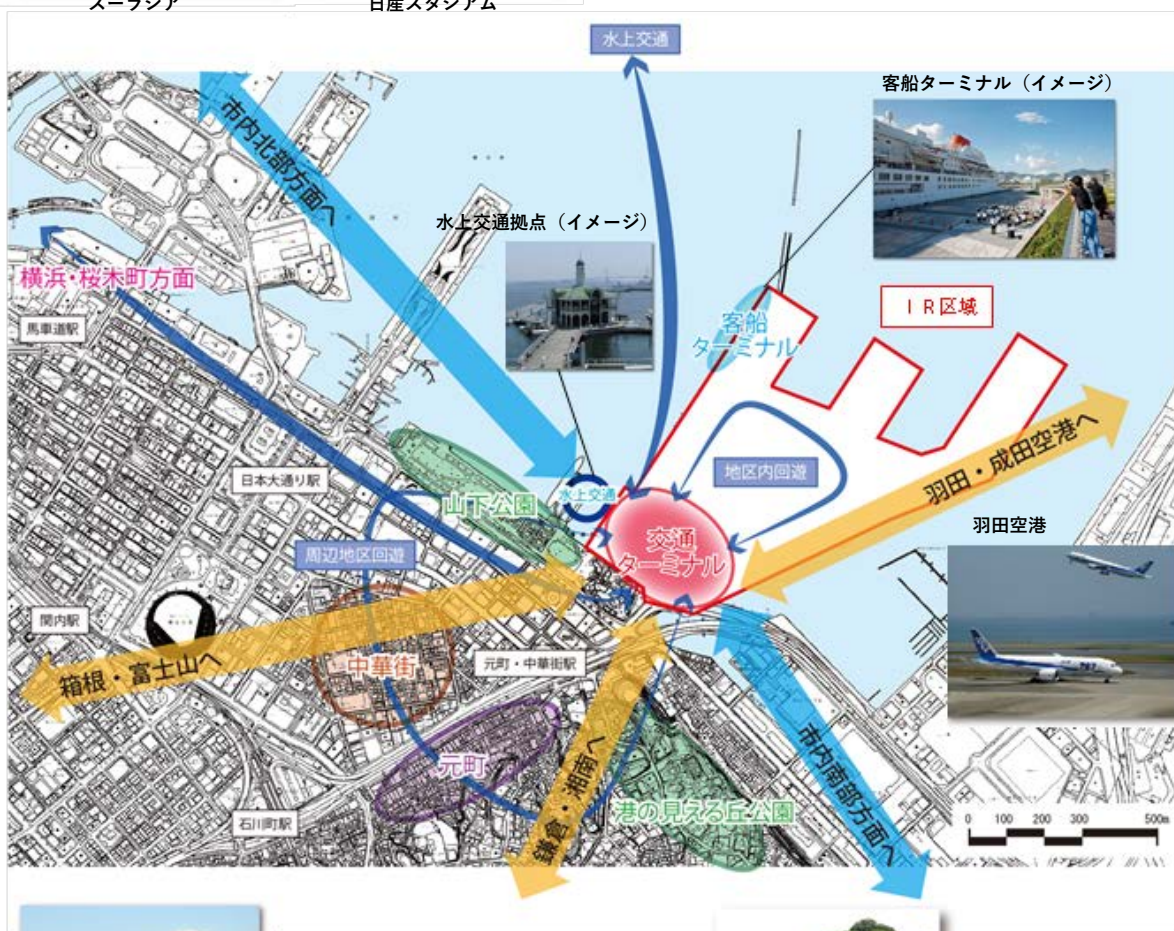 ズーラシア
日産スタジアム
水上交通
客船ターミナル（イメージ）
市内北部方面へ
水上交通拠点（イメージ）
横浜・桜木町方面
馬車道駅
客船
ターミナル
ＩＲ区域
羽田・成田空港へ
日本大通り駅
地区内回遊
山下公園
水上交通
交通
ターミナル
羽田空港
周辺地区回遊
関内駅
中華街
元町・中華街駅
箱根・富士山へ
元町
鎌倉・湘南へ
市内南部方面へ
港の見える丘公園
石川町駅
0 100 200 300 500m